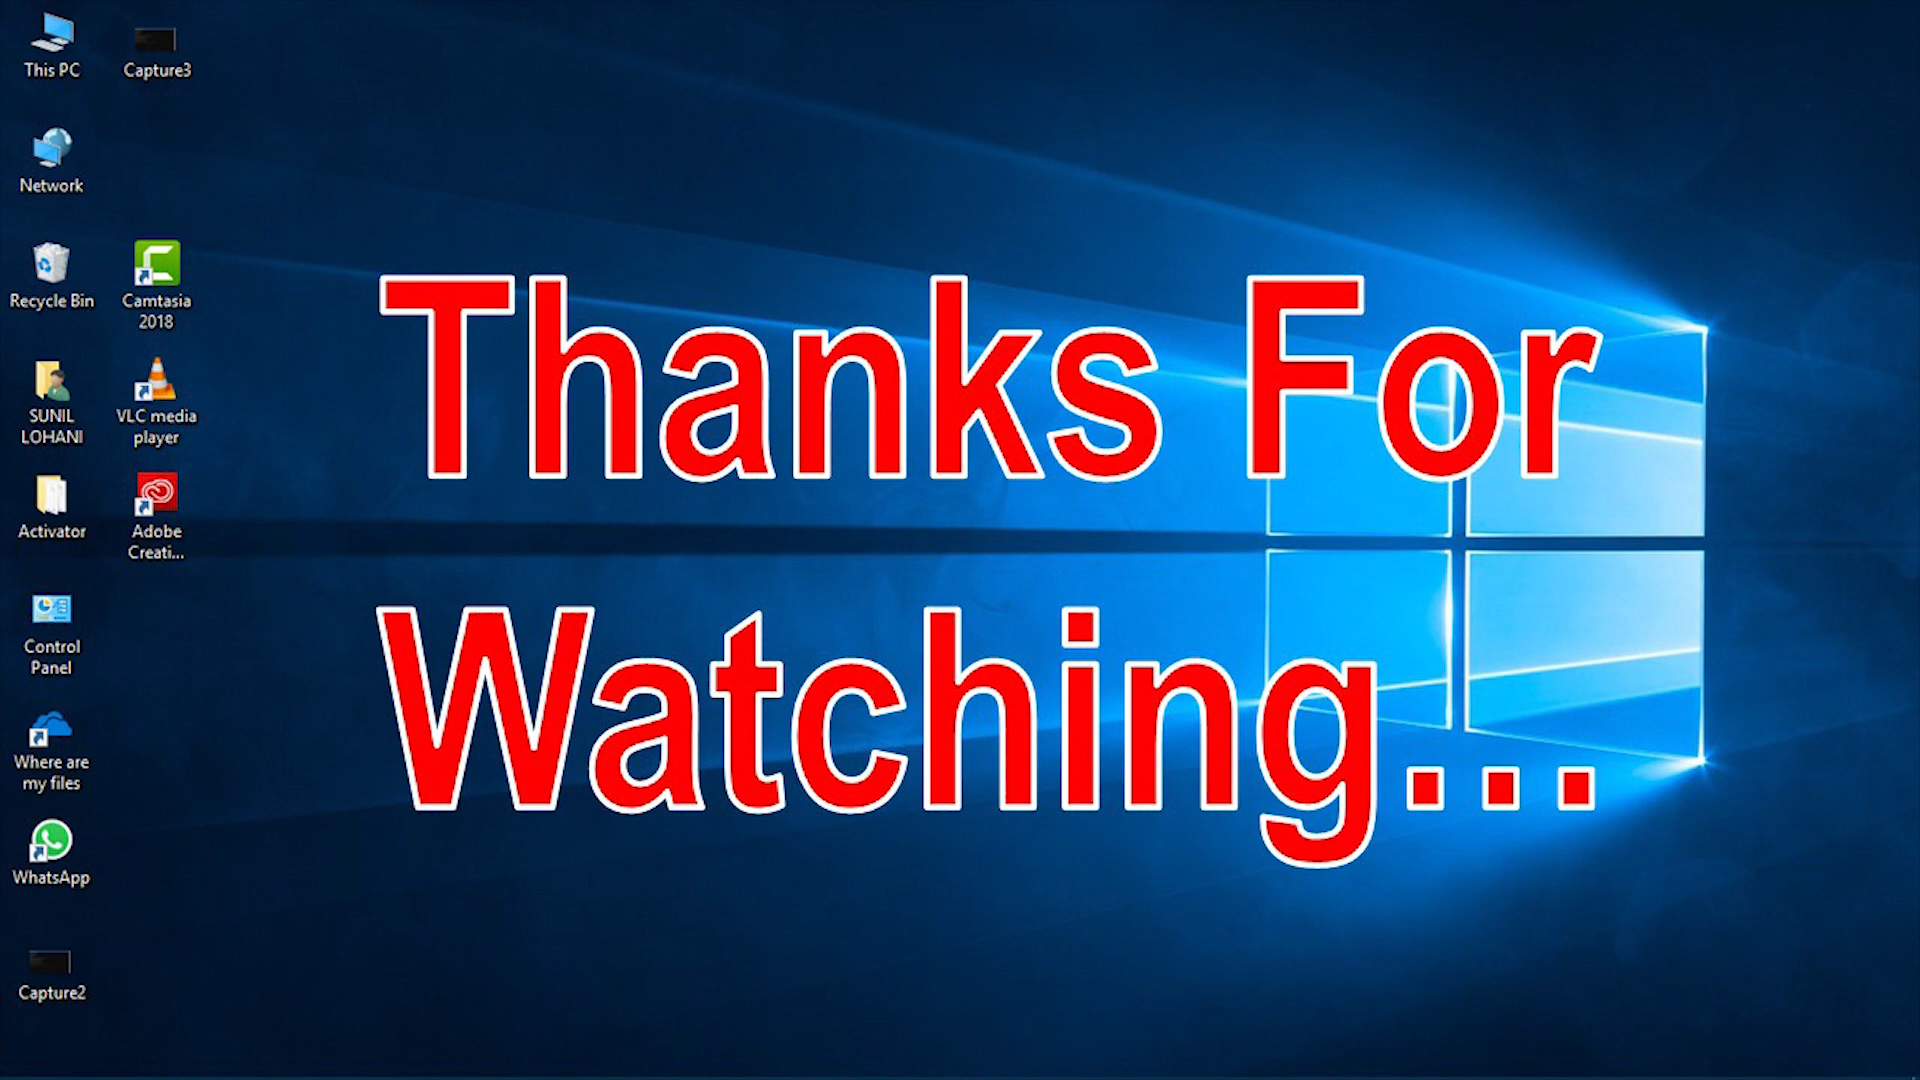 This PC
Capture3
Network
Recycle Bin
Camtasia
2018
SUNIL
LOHANI
VLC media
player
Activator
Adobe
Creati...
Control
Panel
Where are
my files
WhatsApp
Capture2
Thanks For
Watching...